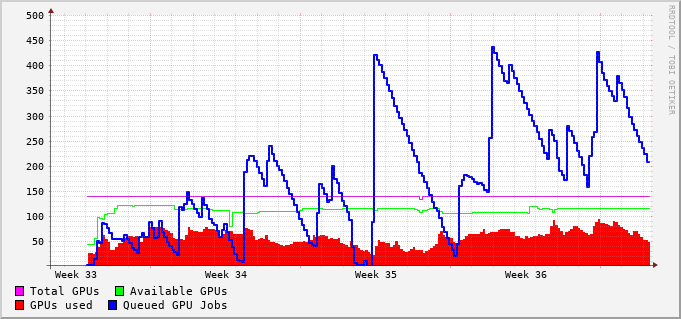 500
450
400
350
300
250
200
150
100
50
Week 33 Week 34 Week 35 Week 36
Total GPUs Available GPUs
GPUs used Queued GPU Jobs
RRDTOOL / TOBI OETIKER